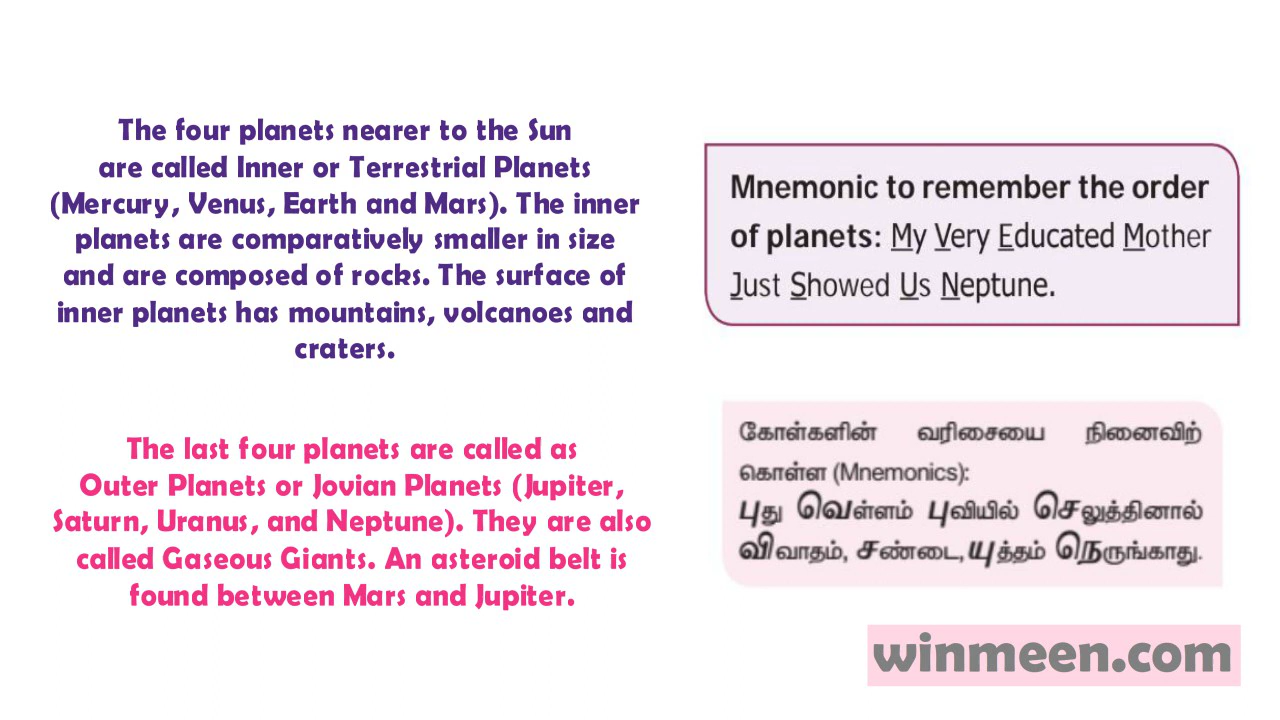 The four planets nearer to the Sun
are called Inner or Terrestrial Planets
(Mercury, Venus, Earth and Mars). The inner
planets are comparatively smaller in size
and are composed of rocks. The surface of
inner planets has mountains, volcanoes and
craters.
The last four planets are called as
Outer Planets or Jovian Planets (Jupiter,
Saturn, Uranus, and Neptune). They are also
called Gaseous Giants. An asteroid belt is
found between Mars and Jupiter.
Mnemonic to remember the order
of planets: My Very Educated Mother
Just Showed Us Neptune.
கோள்களின் வரிசையை நினைவிற்
கொள்ள (Mnemonics):
புது வெள்ளம் புவியில் செலுத்தினால்
விவாதம், சண்டை, யுத்தம் நெருங்காது.
winmeen.com